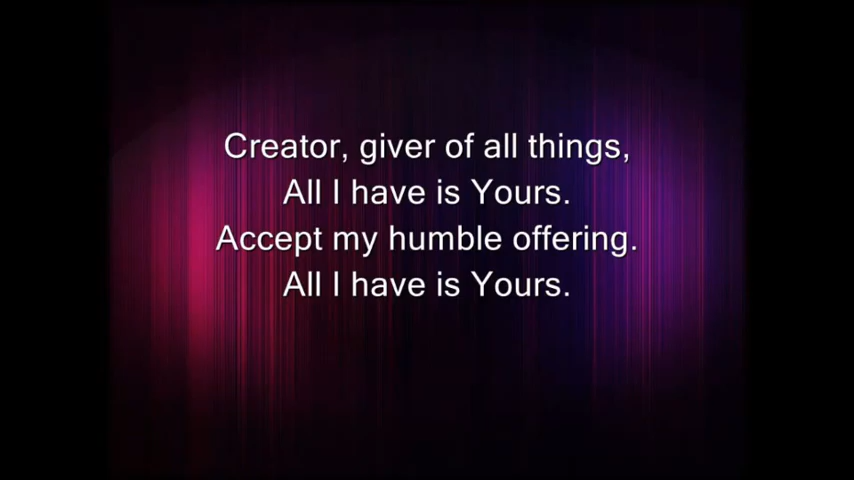 Creator, giver of all things,
All I have is Yours.
Accept my humble offering.
All I have is Yours.